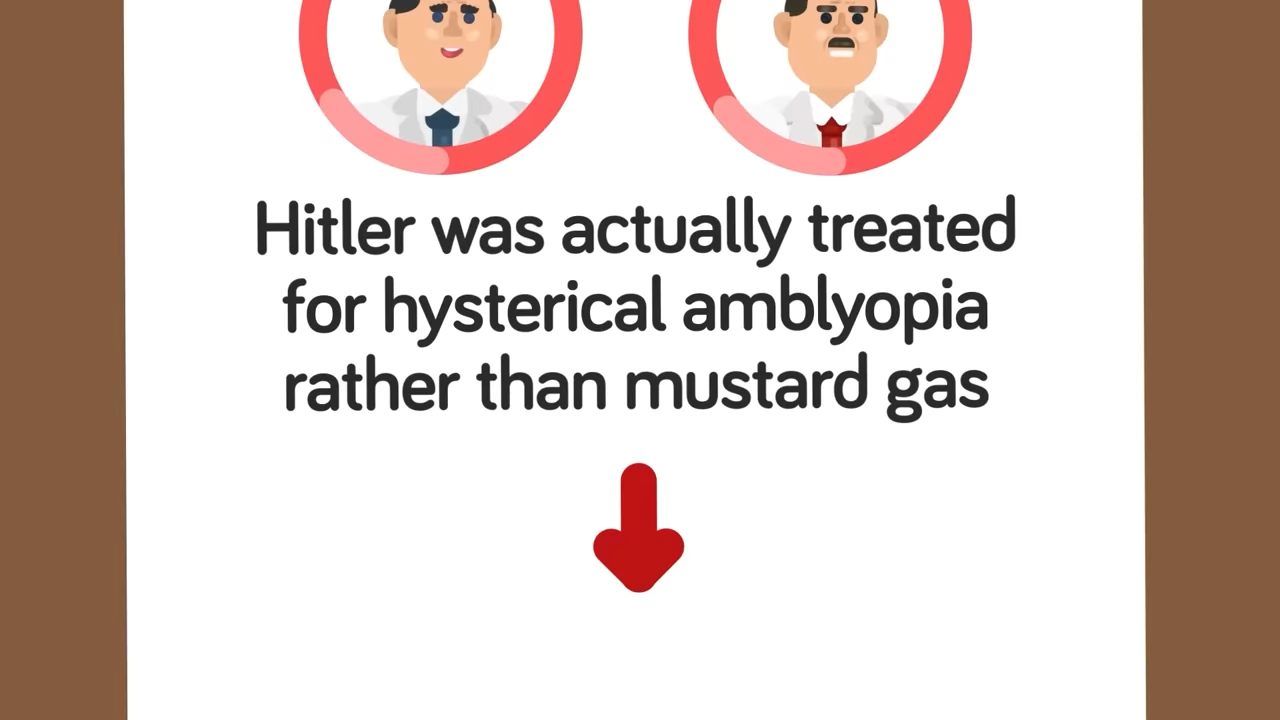 Hitler was actually treated
for hysterical amblyopia
rather than mustard gas